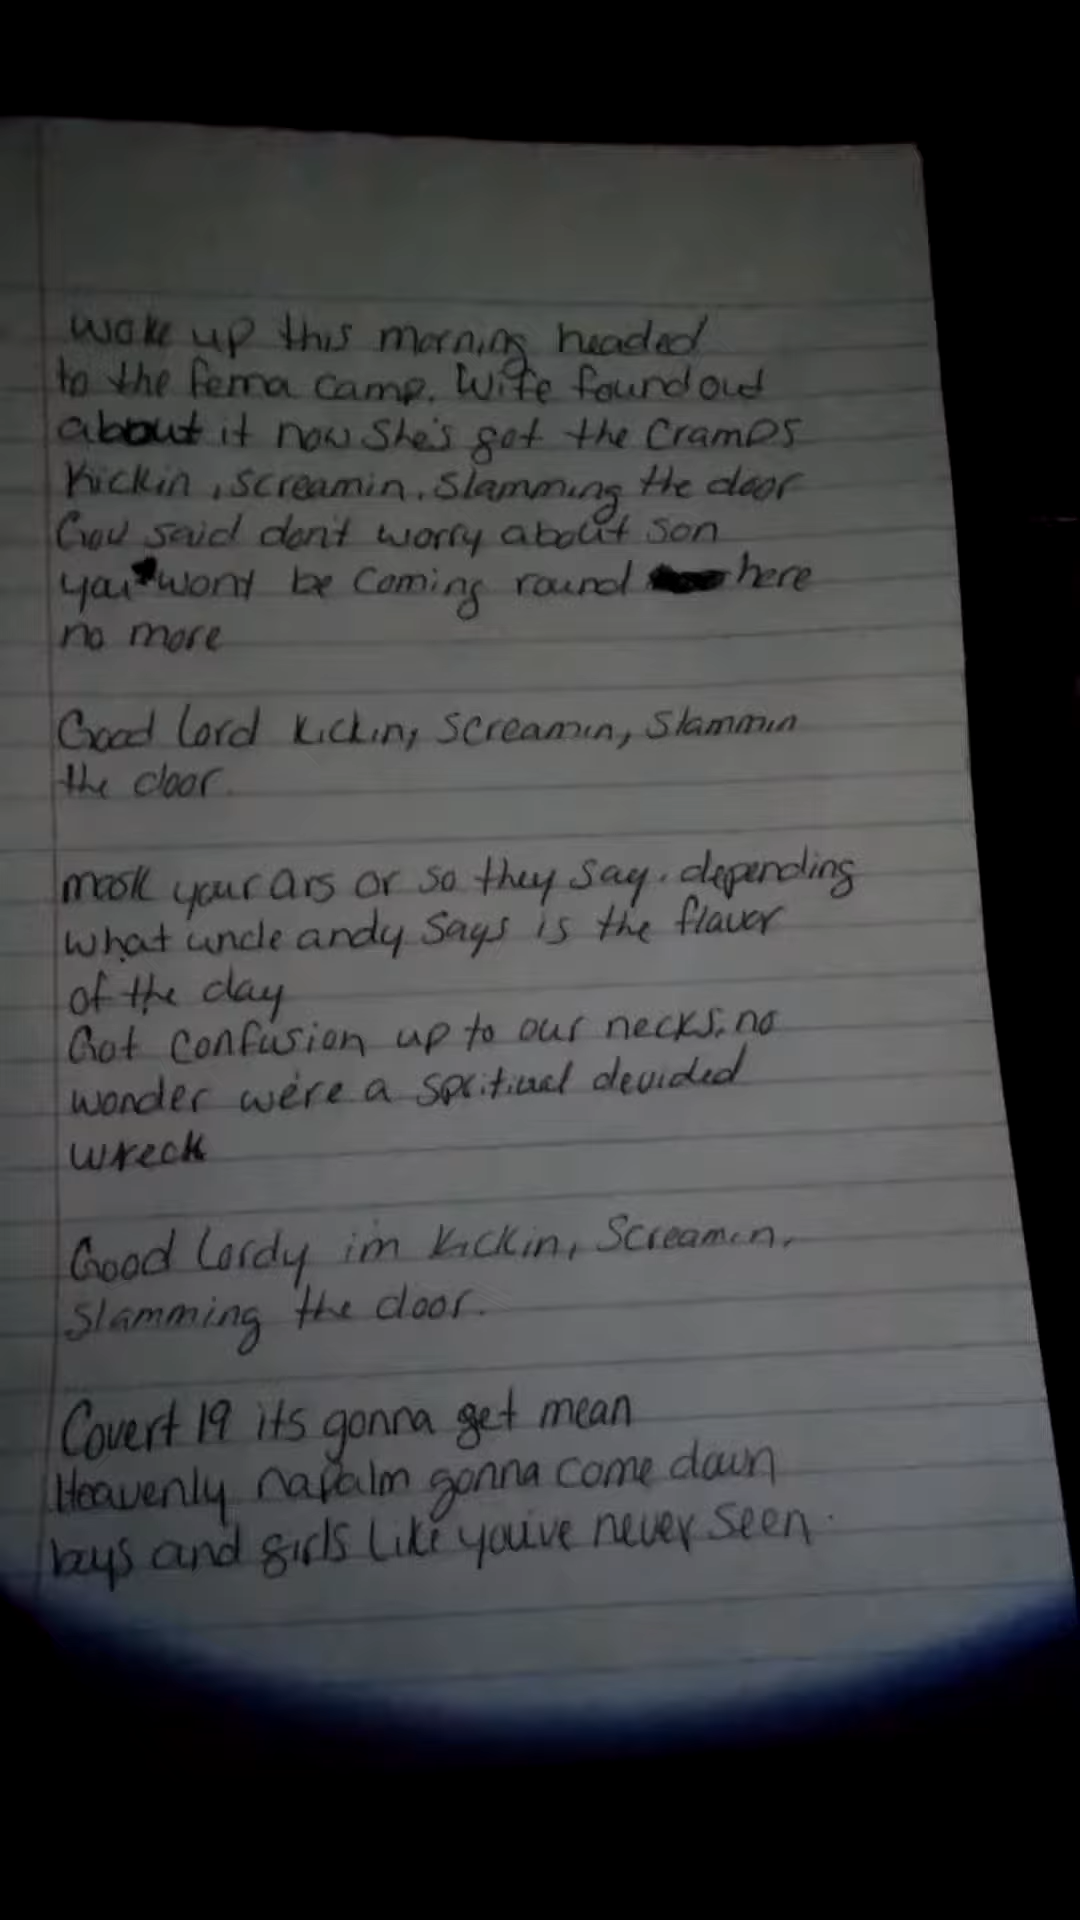 woke up this morning headed
to the fema camp. Wife found out
about it now She's got the Cramps
Kickin, screamin, slamming the door
Gov said don't worry about son
you wont be Coming round here
no more
Good lord kickin, screamin, slammin
the door.
mask your ars or so they say. depending
what uncle andy says is the flavor
of the day
Got confusion up to our necks, no
wonder we're a spritiual devided
wreck
Good Lordy i'm kickin, Screamin,
slamming the door.
Covert 19 its gonna get mean
Heavenly napalm gonna come down
boys and girls Like you've never seen.